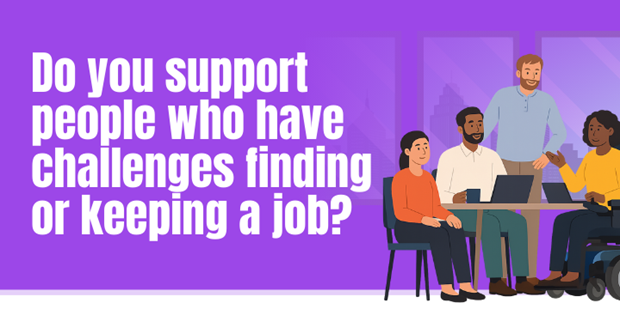 Do you support
people who have
challenges finding
or keeping a job?